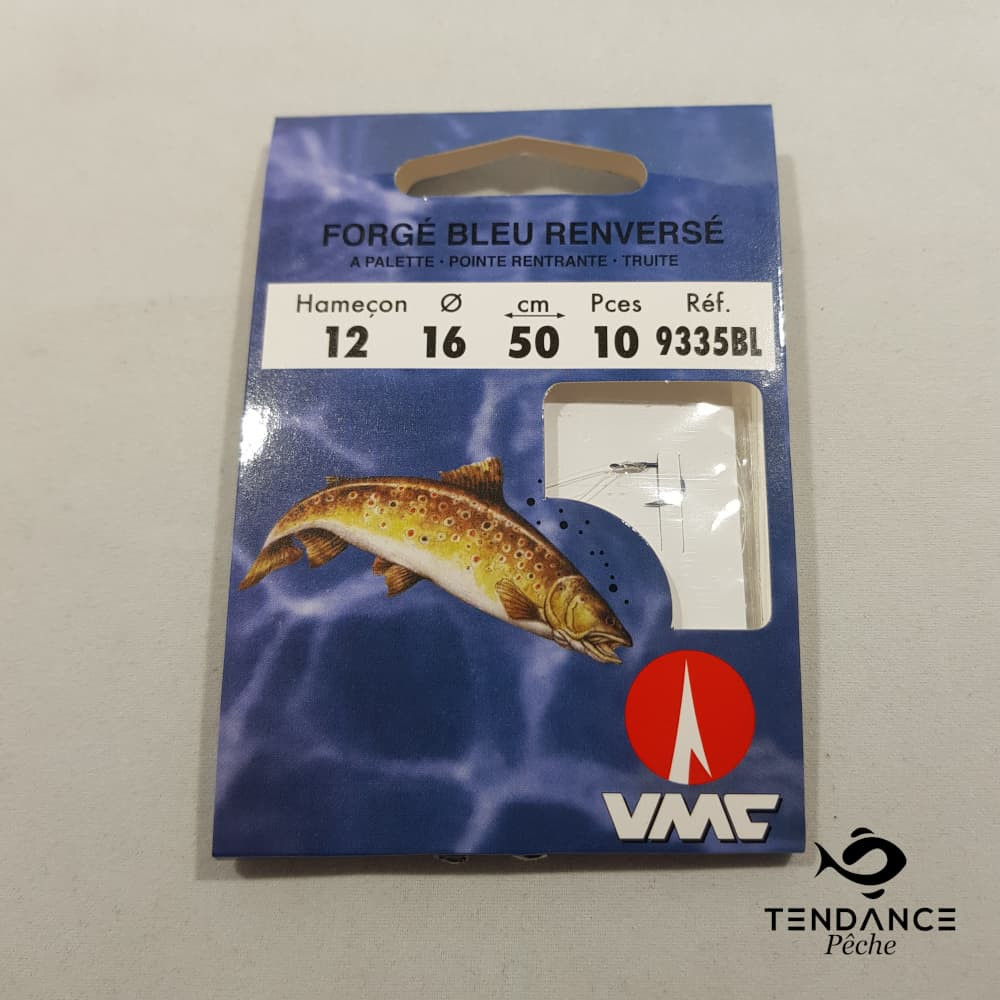 FORGÉ BLEU RENVERSÉ
A PALETTE · POINTE RENTRANTE · TRUITE
Hameçon Ø cm Pces Réf.
12 16 50 10 9335BL
VMC
TENDANCE
Pêche